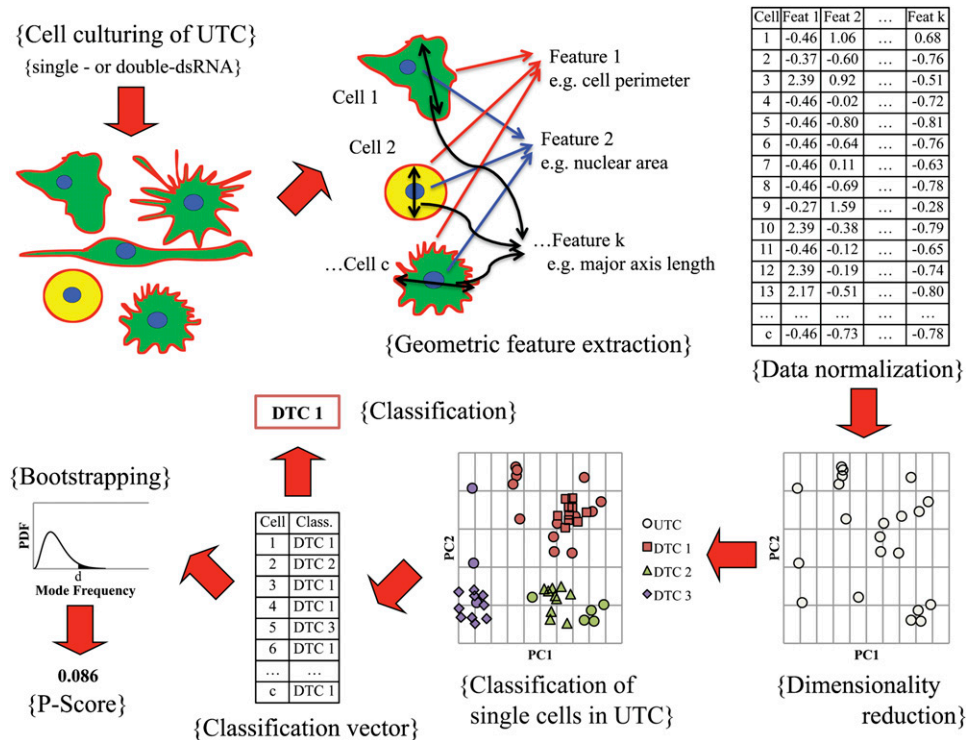 {Cell culturing of UTC}
{single - or double-dsRNA}
Cell 1
Cell 2
…Cell c
Feature 1
e.g. cell perimeter
Feature 2
e.g. nuclear area
…Feature k
e.g. major axis length
{Geometric feature extraction}
Cell Feat 1 Feat 2 … Feat k
1 -0.46 1.06 … 0.68
2 -0.37 -0.60 … -0.76
3 2.39 0.92 … -0.51
4 -0.46 -0.02 … -0.72
5 -0.46 -0.80 … -0.81
6 -0.46 -0.64 … -0.76
7 -0.46 0.11 … -0.63
8 -0.46 -0.69 … -0.78
9 -0.27 1.59 … -0.28
10 2.39 -0.38 … -0.79
11 -0.46 -0.12 … -0.65
12 2.39 -0.19 … -0.74
13 2.17 -0.51 … -0.80
… … … … …
c -0.46 -0.73 … -0.78
{Data normalization}
PC2
PC1
{Dimensionality
reduction}
UTC
DTC 1
DTC 2
DTC 3
PC2
PC1
{Classification of
single cells in UTC}
DTC 1
{Classification}
Cell Class.
1 DTC 1
2 DTC 2
3 DTC 1
4 DTC 1
5 DTC 3
6 DTC 1
… …
c DTC 1
{Classification vector}
{Bootstrapping}
PDF
d
Mode Frequency
0.086
{P-Score}